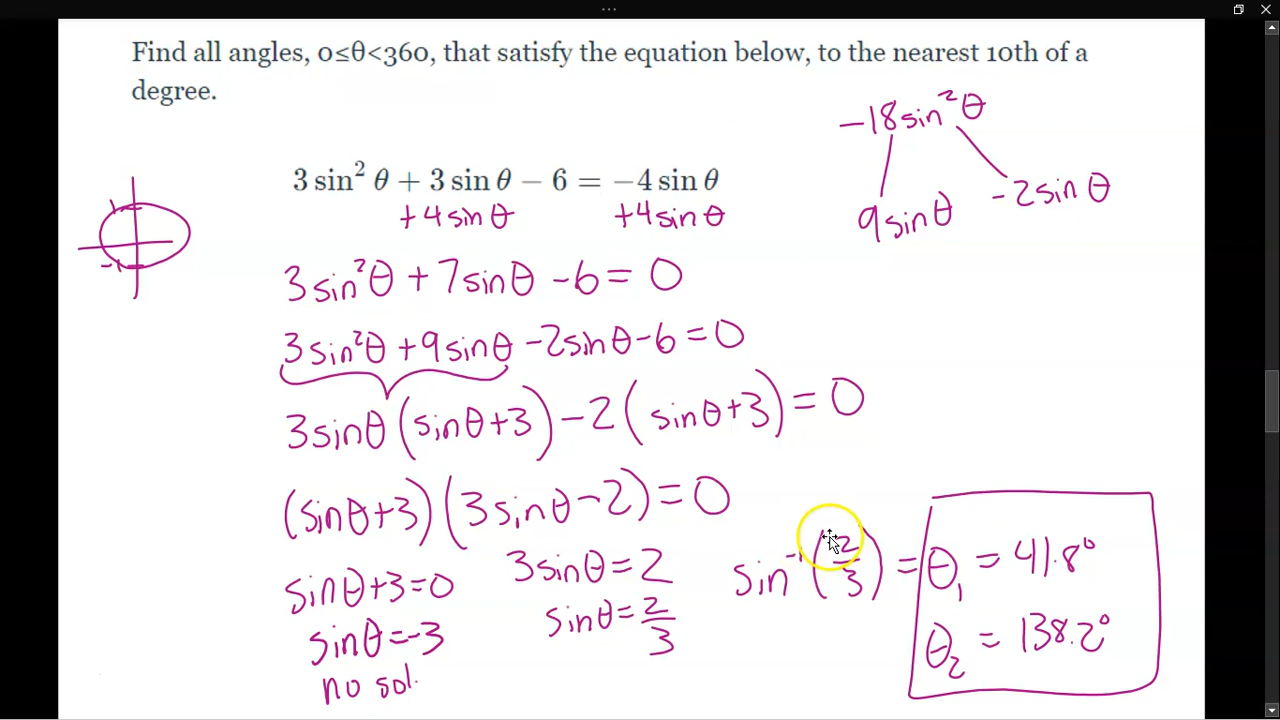 Find all angles, 0≤θ<360, that satisfy the equation below, to the nearest 10th of a
degree.
-18sin²θ
9sinθ -2sinθ
3 sin² θ + 3 sin θ − 6 = −4 sin θ
+4sinθ +4sinθ
1
-1
3sin²θ + 7sinθ -6 = 0
3sin²θ +9sinθ -2sinθ-6 =0
3sinθ(sinθ+3) -2(sinθ+3) = 0
(sinθ+3)(3sinθ-2) = 0
sinθ+3=0
sinθ=-3
no sol.
3sinθ=2
sinθ=2/3
sin⁻¹(2/3) = θ₁ = 41.8°
θ₂ = 138.2°